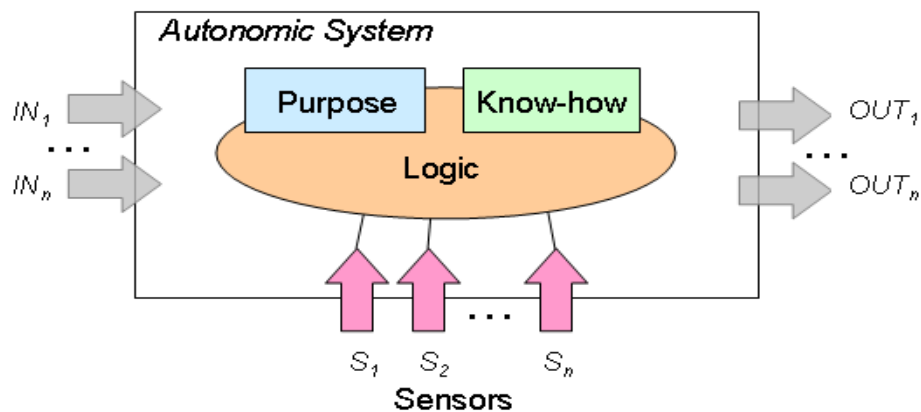 Autonomic System
Purpose
Know-how
Logic
IN₁
...
INₙ
OUT₁
...
OUTₙ
S₁ S₂ ... Sₙ
Sensors